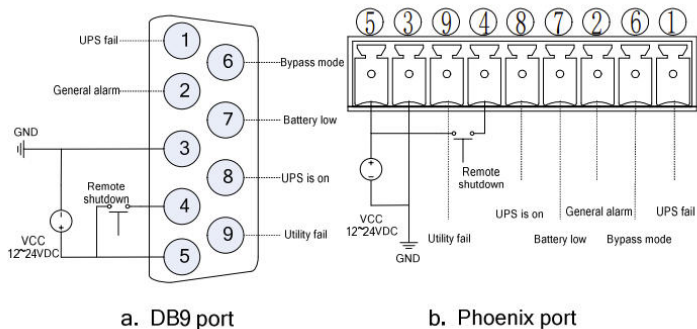 UPS fail
1
6
Bypass mode
General alarm
2
7
Battery low
GND
3
8
UPS is on
Remote
shutdown
4
9
Utility fail
VCC
12~24VDC
5
a. DB9 port
⑤ ③ ⑨ ④ ⑧ ⑦ ② ⑥ ①
Remote
shutdown
VCC
12~24VDC
GND
Utility fail
UPS is on
Battery low
General alarm
Bypass mode
UPS fail
b. Phoenix port